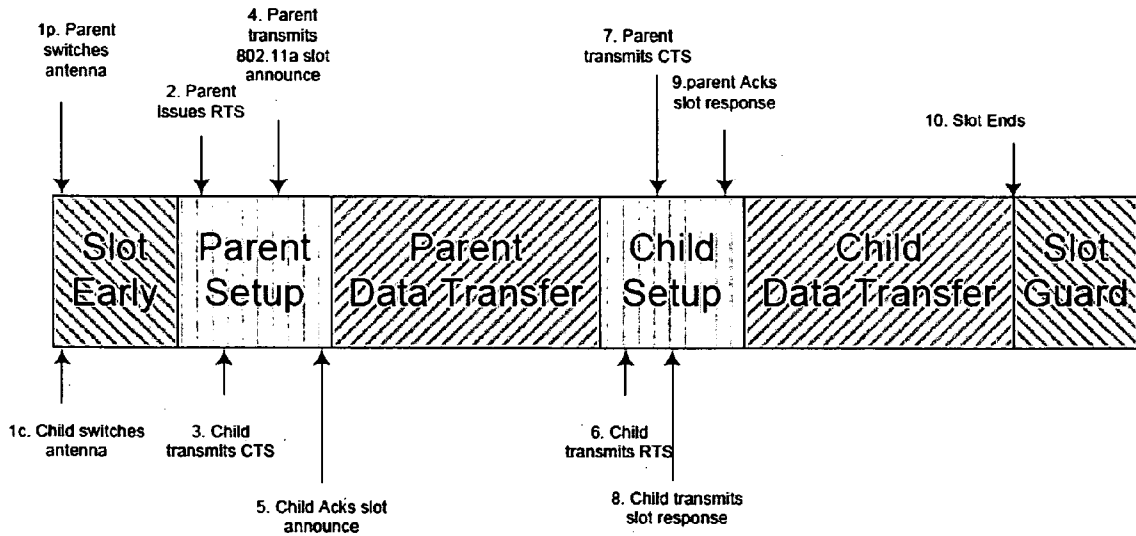 1p. Parent
switches
antenna
2. Parent
issues RTS
4. Parent
transmits
802.11a slot
announce
7. Parent
transmits CTS
9.parent Acks
slot response
10. Slot Ends
Slot
Early
Parent
Setup
Parent
Data Transfer
Child
Setup
Child
Data Transfer
Slot
Guard
1c. Child switches
antenna
3. Child
transmits CTS
5. Child Acks slot
announce
6. Child
transmits RTS
8. Child transmits
slot response